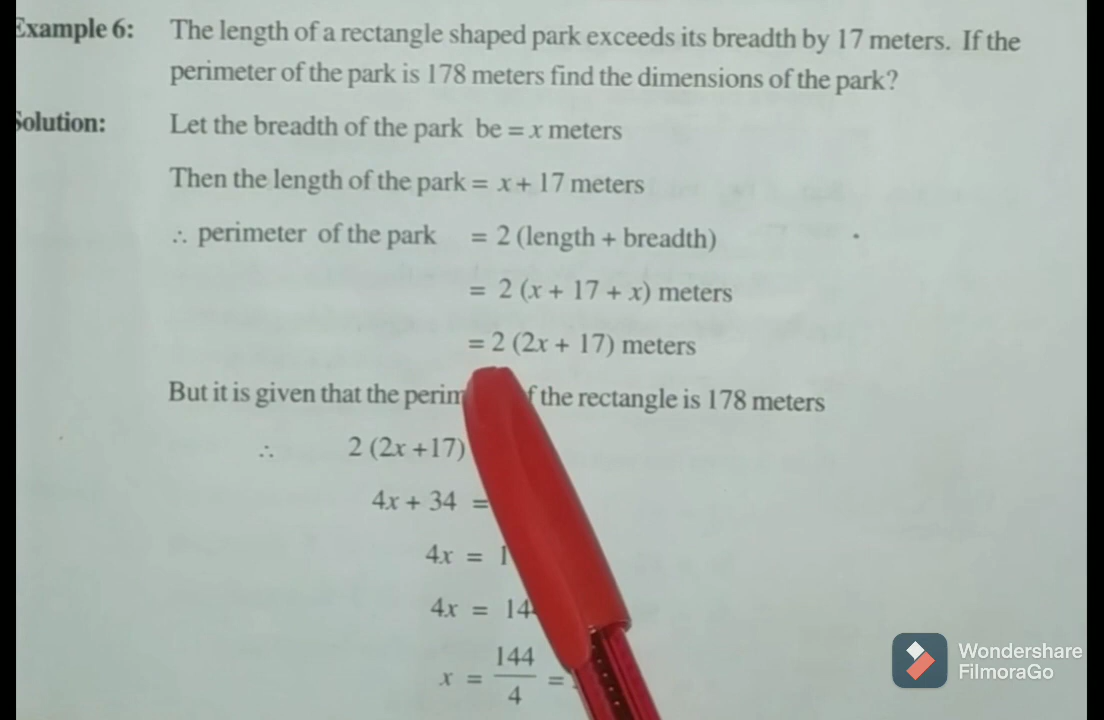 Example 6: The length of a rectangle shaped park exceeds its breadth by 17 meters. If the
perimeter of the park is 178 meters find the dimensions of the park?
Solution: Let the breadth of the park be = x meters
Then the length of the park = x + 17 meters
∴ perimeter of the park = 2 (length + breadth)
= 2 (x + 17 + x) meters
= 2 (2x + 17) meters
But it is given that the the rectangle is 178 meters
∴ 2 (2x +17)
4x + 34 =
4x =
4x =
x = 144/4 =
Wondershare
FilmoraGo